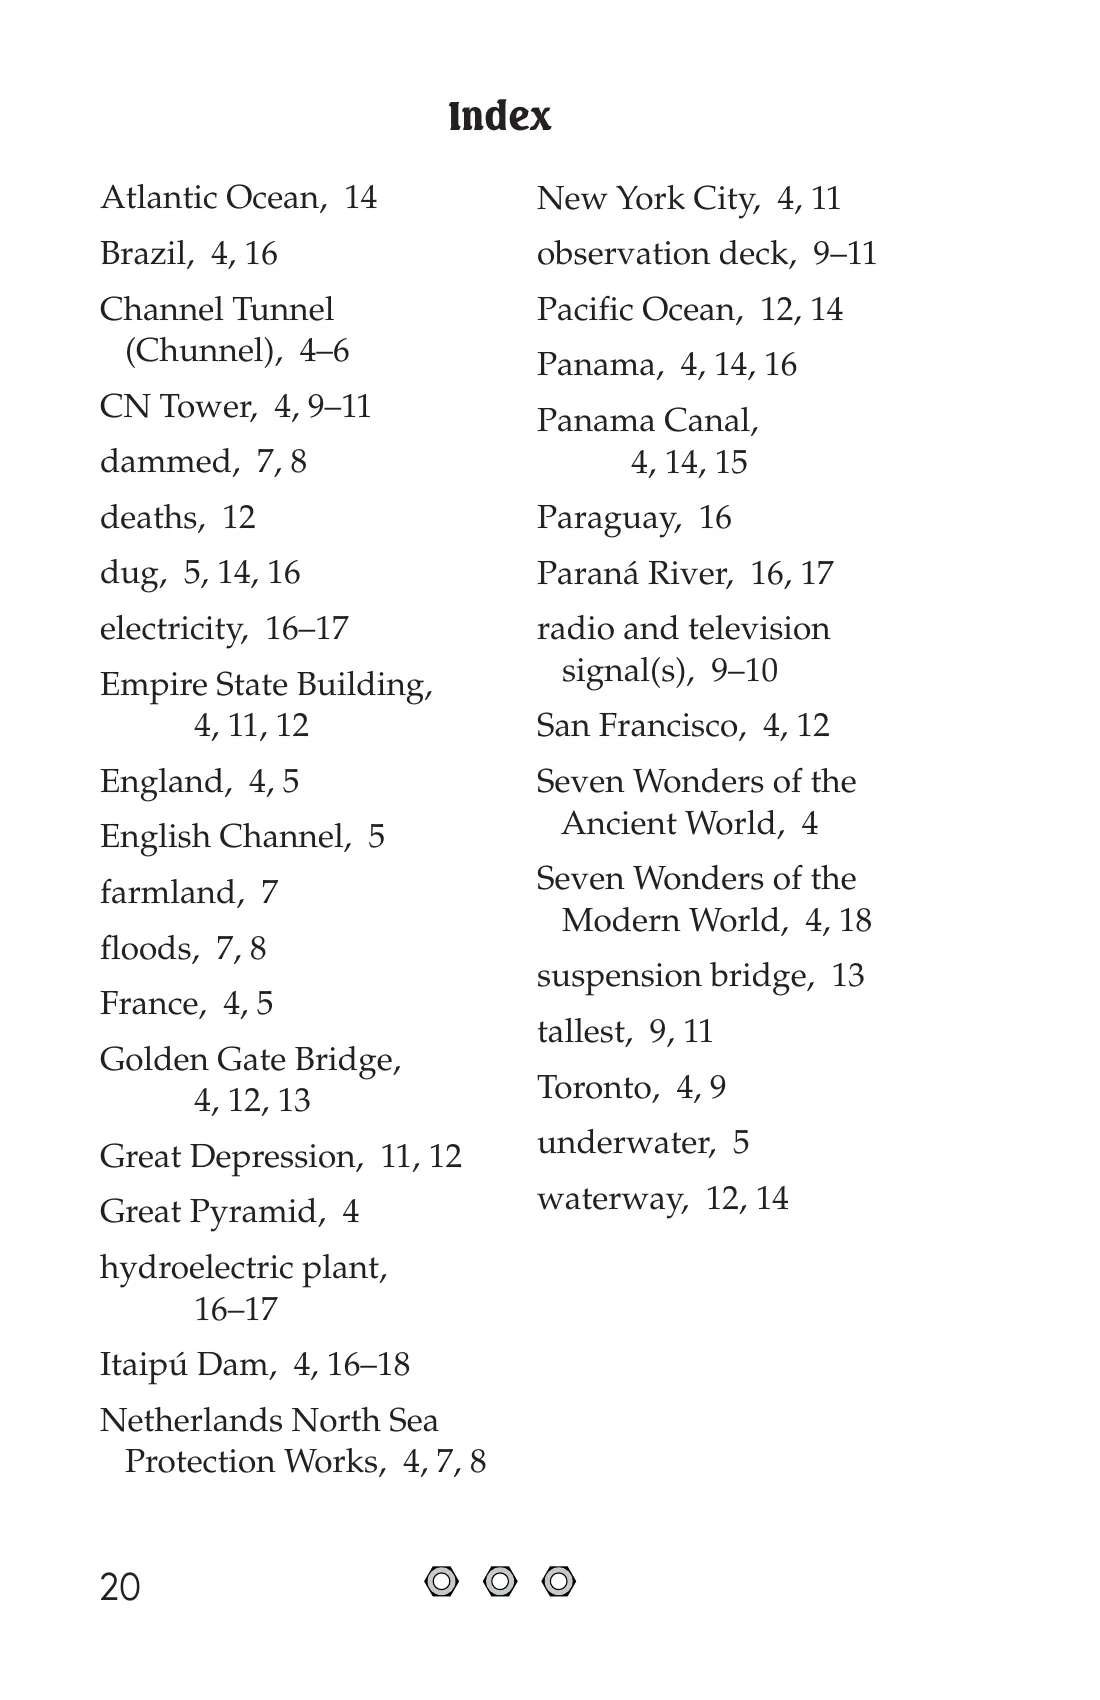 Index
Atlantic Ocean, 14
Brazil, 4, 16
Channel Tunnel
(Chunnel), 4–6
CN Tower, 4, 9–11
dammed, 7, 8
deaths, 12
dug, 5, 14, 16
electricity, 16–17
Empire State Building,
4, 11, 12
England, 4, 5
English Channel, 5
farmland, 7
floods, 7, 8
France, 4, 5
Golden Gate Bridge,
4, 12, 13
Great Depression, 11, 12
Great Pyramid, 4
hydroelectric plant,
16–17
Itaipú Dam, 4, 16–18
Netherlands North Sea
Protection Works, 4, 7, 8
New York City, 4, 11
observation deck, 9–11
Pacific Ocean, 12, 14
Panama, 4, 14, 16
Panama Canal,
4, 14, 15
Paraguay, 16
Paraná River, 16, 17
radio and television
signal(s), 9–10
San Francisco, 4, 12
Seven Wonders of the
Ancient World, 4
Seven Wonders of the
Modern World, 4, 18
suspension bridge, 13
tallest, 9, 11
Toronto, 4, 9
underwater, 5
waterway, 12, 14
20